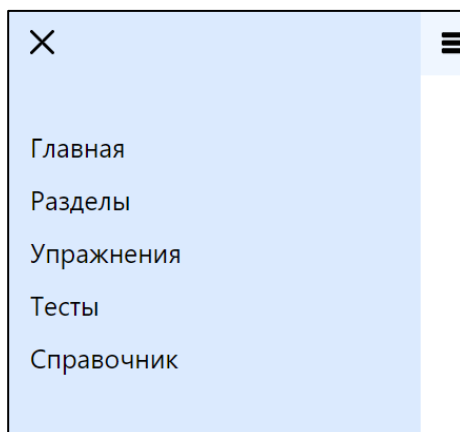 Главная
Разделы
Упражнения
Тесты
Справочник